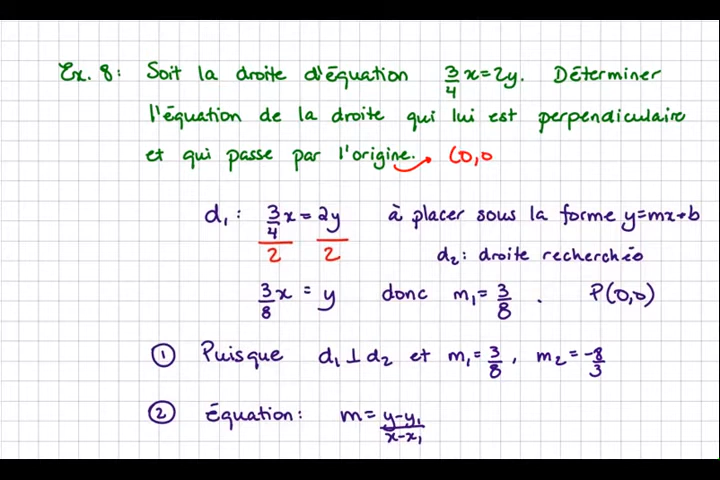 Ex. 8: Soit la droite d'équation 3/4 x = 2y. Déterminer
l'équation de la droite qui lui est perpendiculaire
et qui passe par l'origine. → (0,0
d₁: 3/4 x = 2y à placer sous la forme y=mx+b
2 2 d₂: droite recherchée
3/8 x = y donc m₁ = 3/8 . P(0,0)
① Puisque d₁ ⊥ d₂ et m₁ = 3/8, m₂ = -8/3
② Équation: m = y-y₁/x-x₁